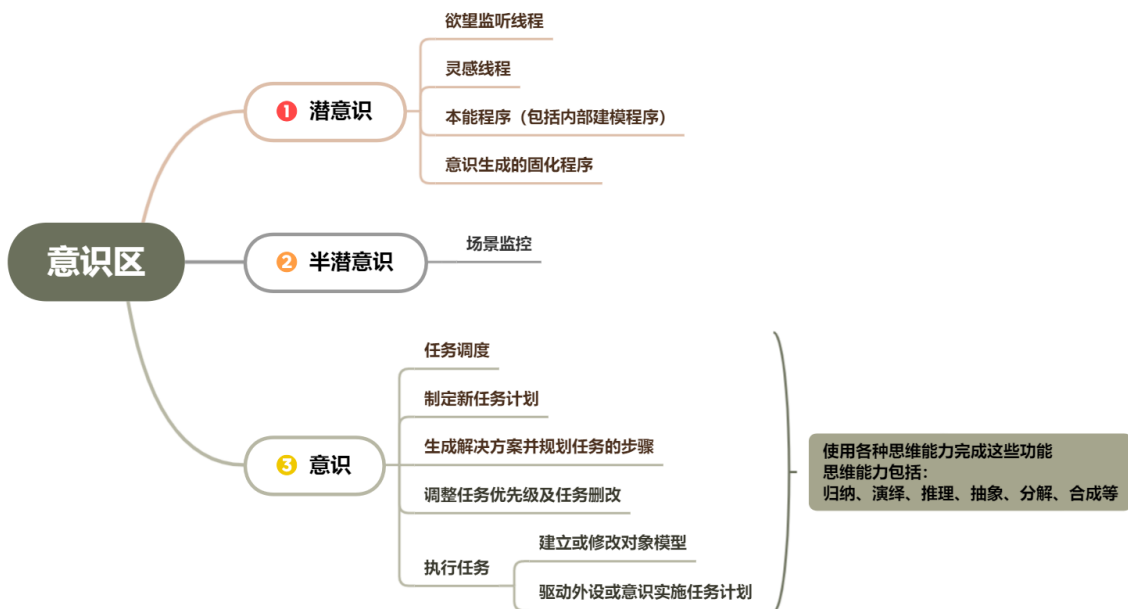 意识区
1 潜意识
欲望监听线程
灵感线程
本能程序（包括内部建模程序）
意识生成的固化程序
2 半潜意识
场景监控
3 意识
任务调度
制定新任务计划
生成解决方案并规划任务的步骤
调整任务优先级及任务删改
执行任务
建立或修改对象模型
驱动外设或意识实施任务计划
使用各种思维能力完成这些功能
思维能力包括：
归纳、演绎、推理、抽象、分解、合成等